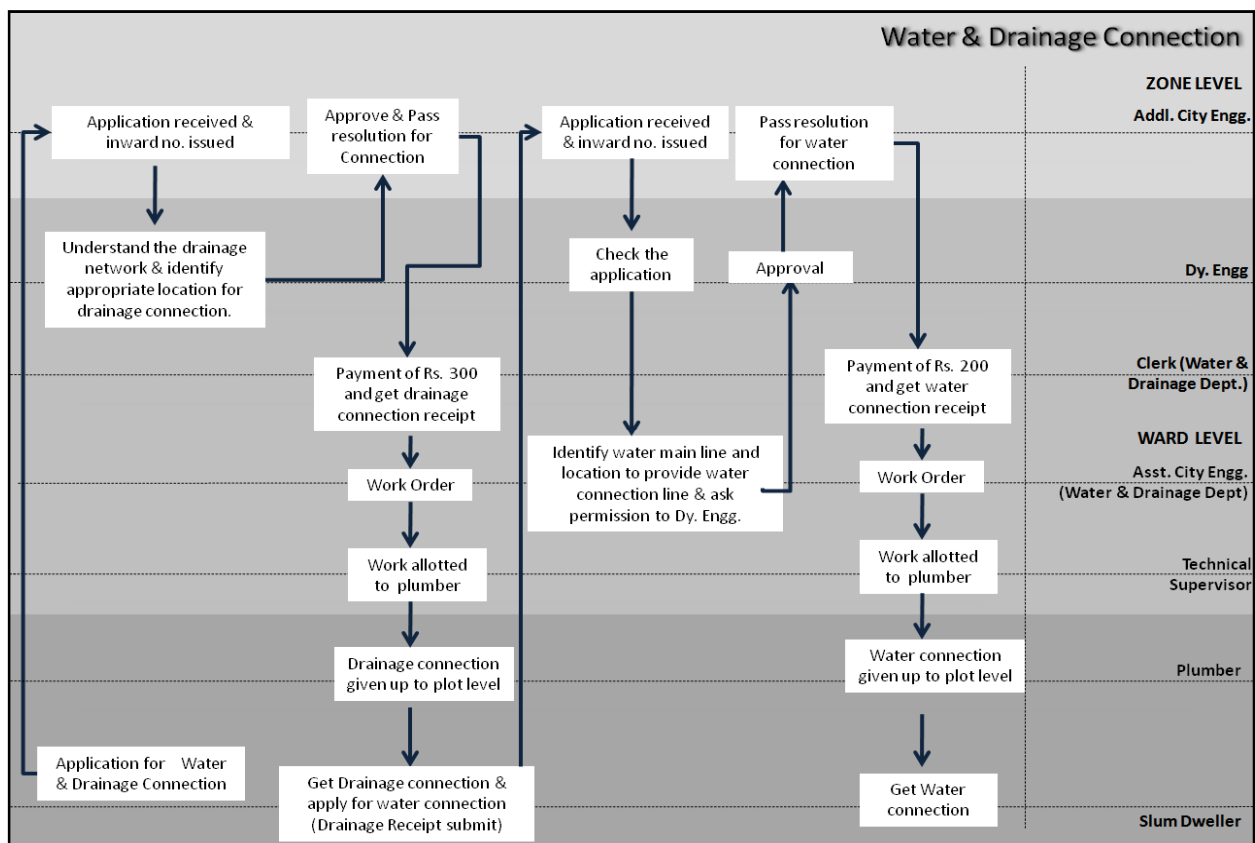 Water & Drainage Connection
ZONE LEVEL
Addl. City Engg.
Application received &
inward no. issued
Approve & Pass
resolution for
Connection
Application received
& inward no. issued
Pass resolution
for water
connection
Understand the drainage
network & identify
appropriate location for
drainage connection.
Check the
application
Approval
Dy. Engg
Payment of Rs. 300
and get drainage
connection receipt
Payment of Rs. 200
and get water
connection receipt
Clerk (Water &
Drainage Dept.)
WARD LEVEL
Asst. City Engg.
(Water & Drainage Dept)
Work Order
Identify water main line and
location to provide water
connection line & ask
permission to Dy. Engg.
Work Order
Work allotted
to plumber
Work allotted
to plumber
Technical
Supervisor
Drainage connection
given up to plot level
Water connection
given up to plot level
Plumber
Application for Water
& Drainage Connection
Get Drainage connection &
apply for water connection
(Drainage Receipt submit)
Get Water
connection
Slum Dweller